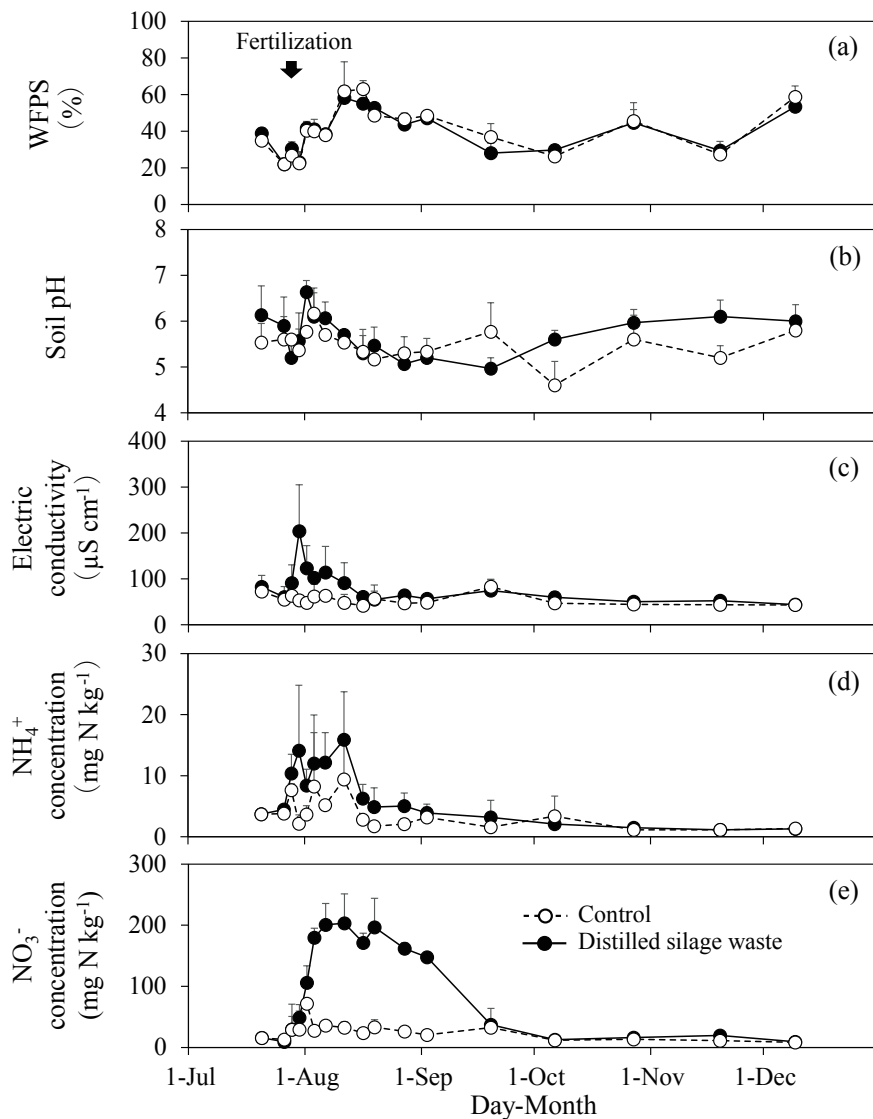 Fertilization
(a)
WFPS
(%)
100
80
60
40
20
0
(b)
Soil pH
8
7
6
5
4
(c)
Electric
conductivity
(µS cm-1)
400
300
200
100
0
(d)
NH4+
concentration
(mg N kg-1)
30
20
10
0
(e)
NO3-
concentration
(mg N kg-1)
300
200
100
0
Control
Distilled silage waste
1-Jul 1-Aug 1-Sep 1-Oct 1-Nov 1-Dec
Day-Month